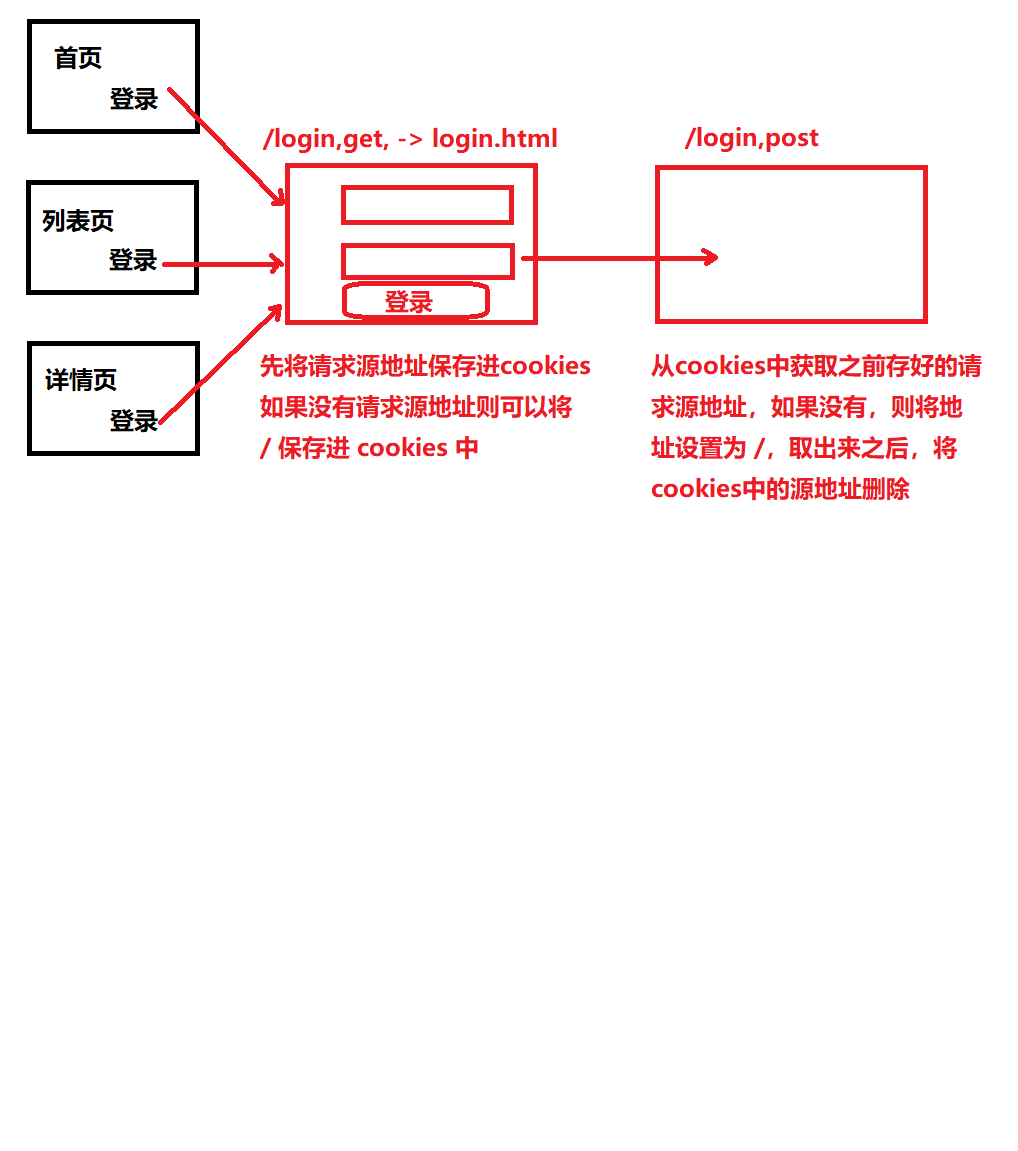 首页
登录
列表页
登录
详情页
登录
/login,get, -> login.html
登录
先将请求源地址保存进cookies
如果没有请求源地址则可以将
/ 保存进 cookies 中
/login,post
从cookies中获取之前存好的请
求源地址，如果没有，则将地
址设置为 /，取出来之后，将
cookies中的源地址删除